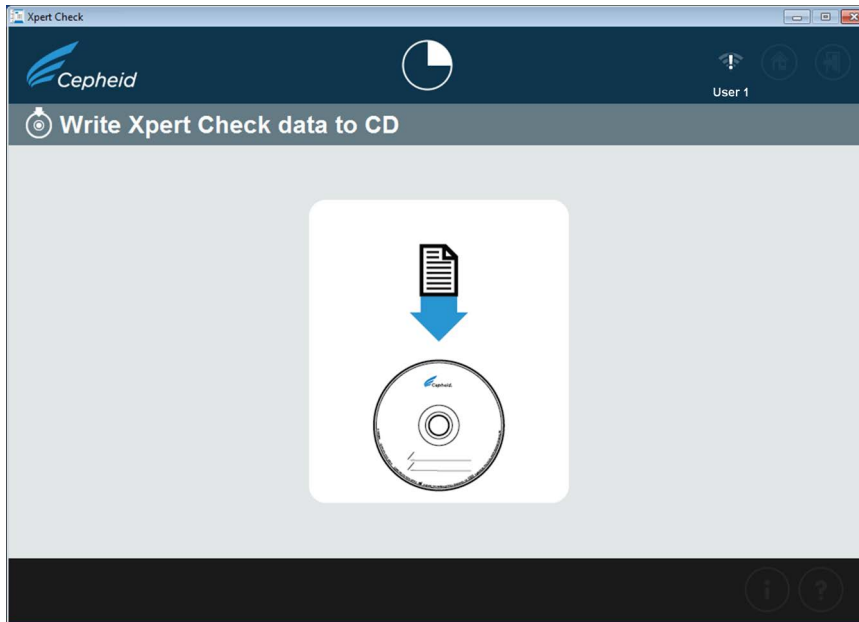 Xpert Check
Cepheid
User 1
Write Xpert Check data to CD
Cepheid